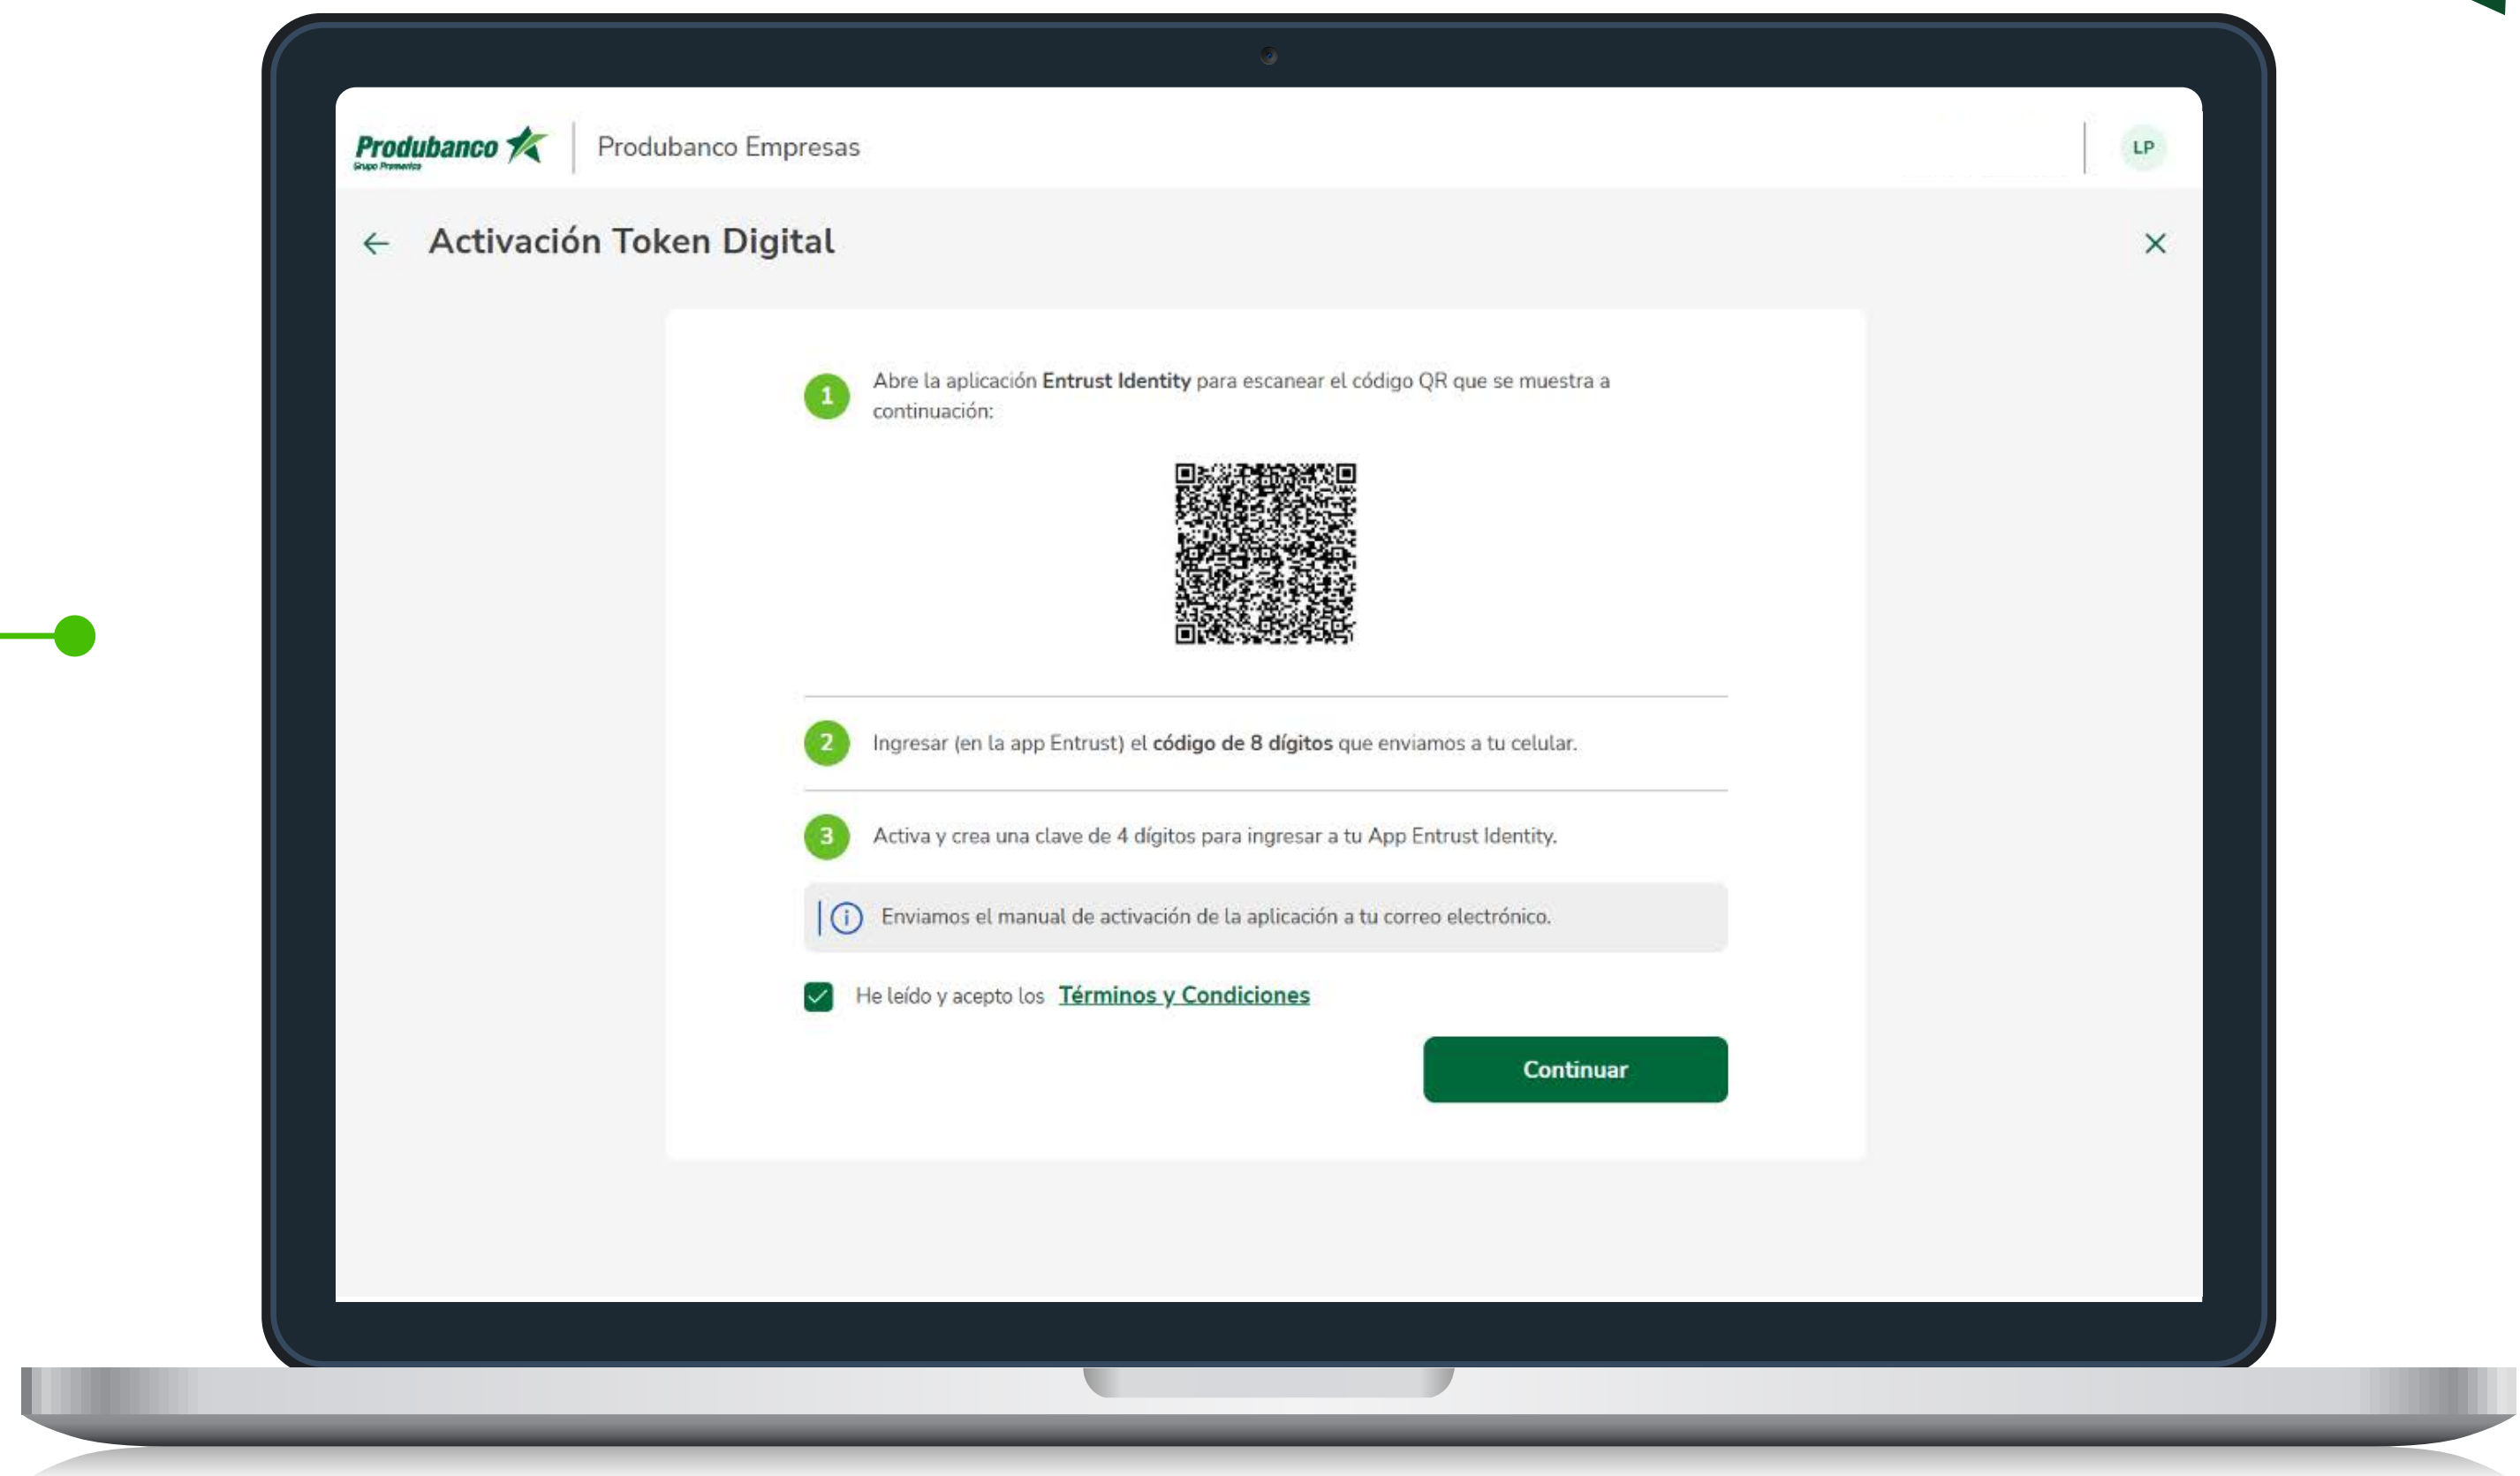 Produbanco
Grupo Promerica
Produbanco Empresas
LP
Activación Token Digital
1
Abre la aplicación Entrust Identity para escanear el código QR que se muestra a
continuación:
2
Ingresar (en la app Entrust) el código de 8 dígitos que enviamos a tu celular.
3
Activa y crea una clave de 4 dígitos para ingresar a tu App Entrust Identity.
Enviamos el manual de activación de la aplicación a tu correo electrónico.
He leído y acepto los Términos y Condiciones
Continuar